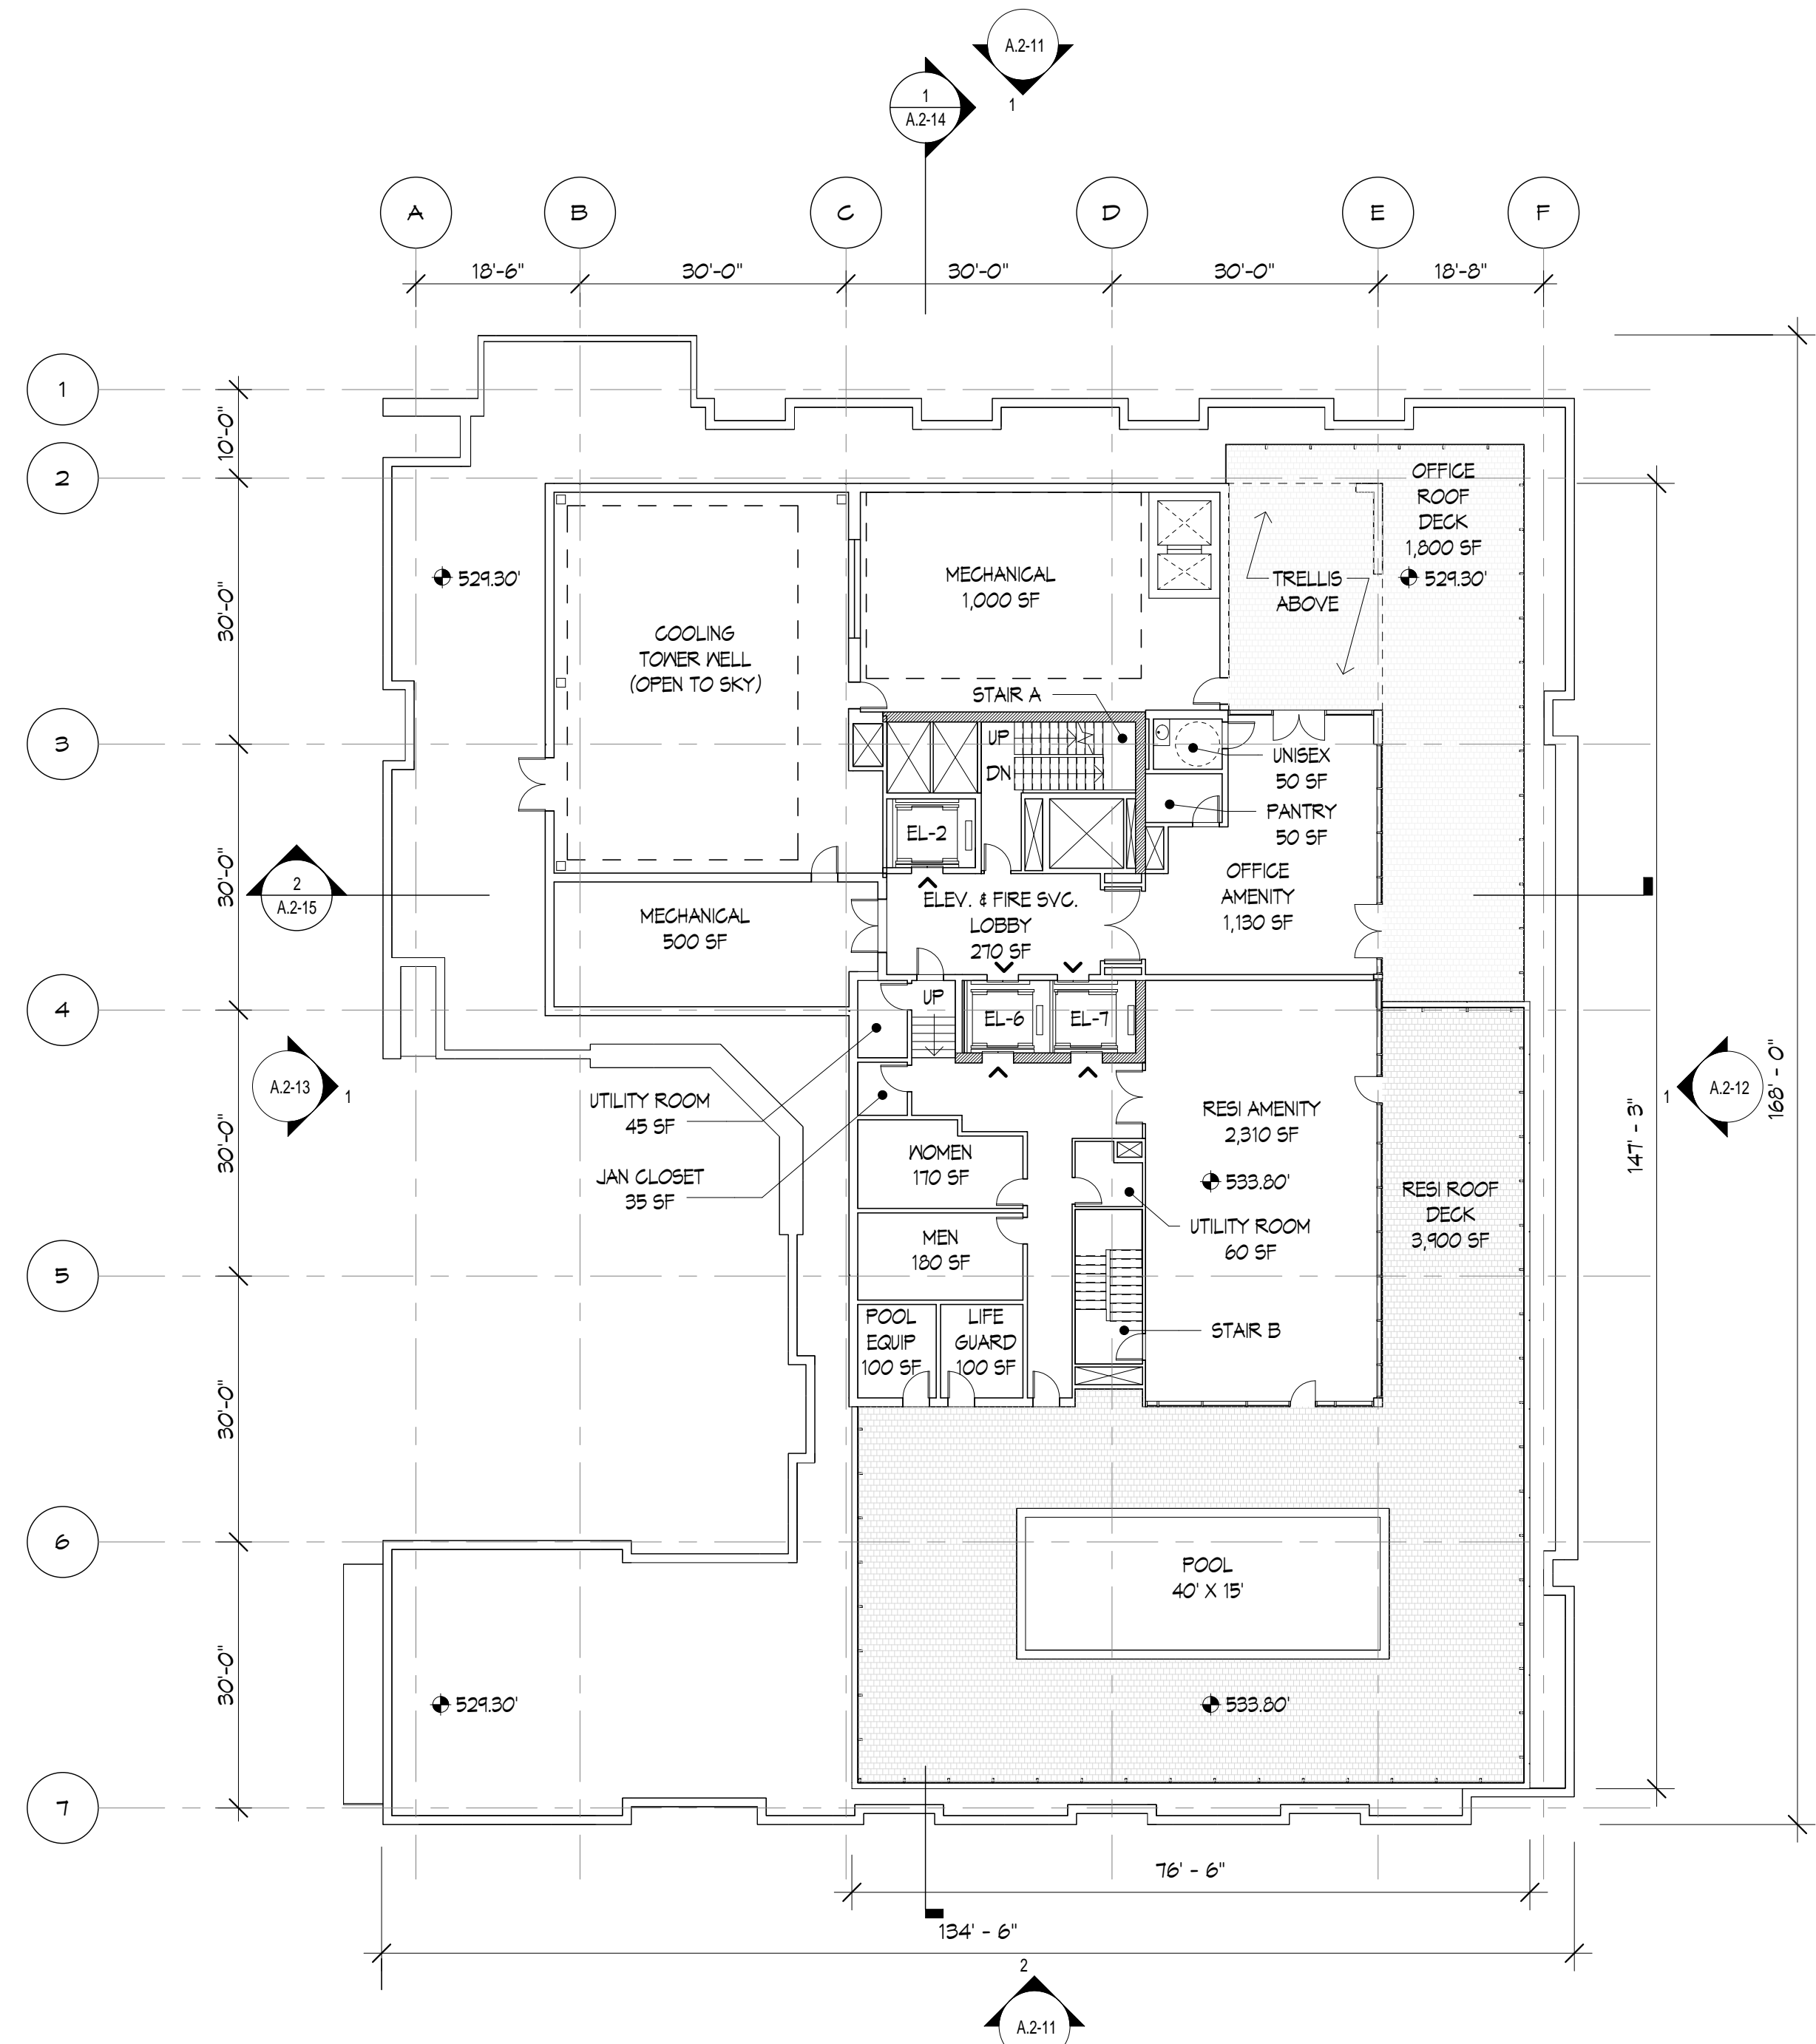 A.2-11
1
1
A.2-14
A
B
C
D
E
F
18'-6"
30'-0"
30'-0"
30'-0"
18'-8"
1
2
3
4
5
6
7
10'-0"
30'-0"
30'-0"
30'-0"
30'-0"
30'-0"
OFFICE
ROOF
DECK
1,800 SF
529.30'
529.30'
MECHANICAL
1,000 SF
TRELLIS
ABOVE
COOLING
TOWER WELL
(OPEN TO SKY)
STAIR A
UP
DN
UNISEX
50 SF
PANTRY
50 SF
EL-2
OFFICE
AMENITY
1,130 SF
2
A.2-15
MECHANICAL
500 SF
ELEV. & FIRE SVC.
LOBBY
270 SF
UP
EL-6
EL-7
A.2-13
1
1
A.2-12
UTILITY ROOM
45 SF
JAN CLOSET
35 SF
WOMEN
170 SF
MEN
180 SF
POOL
EQUIP
100 SF
LIFE
GUARD
100 SF
RESI AMENITY
2,310 SF
533.80'
UTILITY ROOM
60 SF
STAIR B
RESI ROOF
DECK
3,900 SF
147' - 3"
168' - 0"
POOL
40' X 15'
529.30'
533.80'
76' - 6"
134' - 6"
2
A.2-11